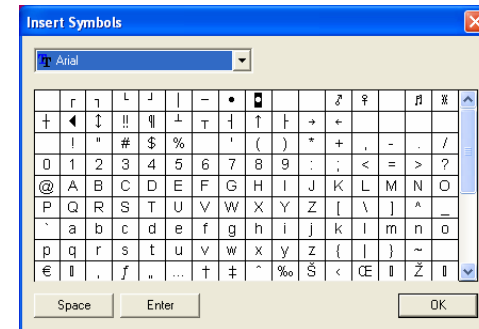 Insert Symbols
Arial
┌ ┐ └ ┘ │ − • ◘ ♂ ♀ ♫
┼ ◄ ↕ ‼ ¶ ┴ ┬ ┤ ↑ ├ → ←
! " # $ % ' ( ) * + , - . /
0 1 2 3 4 5 6 7 8 9 : ; < = > ?
@ A B C D E F G H I J K L M N O
P Q R S T U V W X Y Z [ \ ] ^ _
` a b c d e f g h i j k l m n o
p q r s t u v w x y z { | } ~
€ ▯ ‚ ƒ „ … † ‡ ˆ ‰ Š ‹ Œ ▯ Ž ▯
Space Enter OK